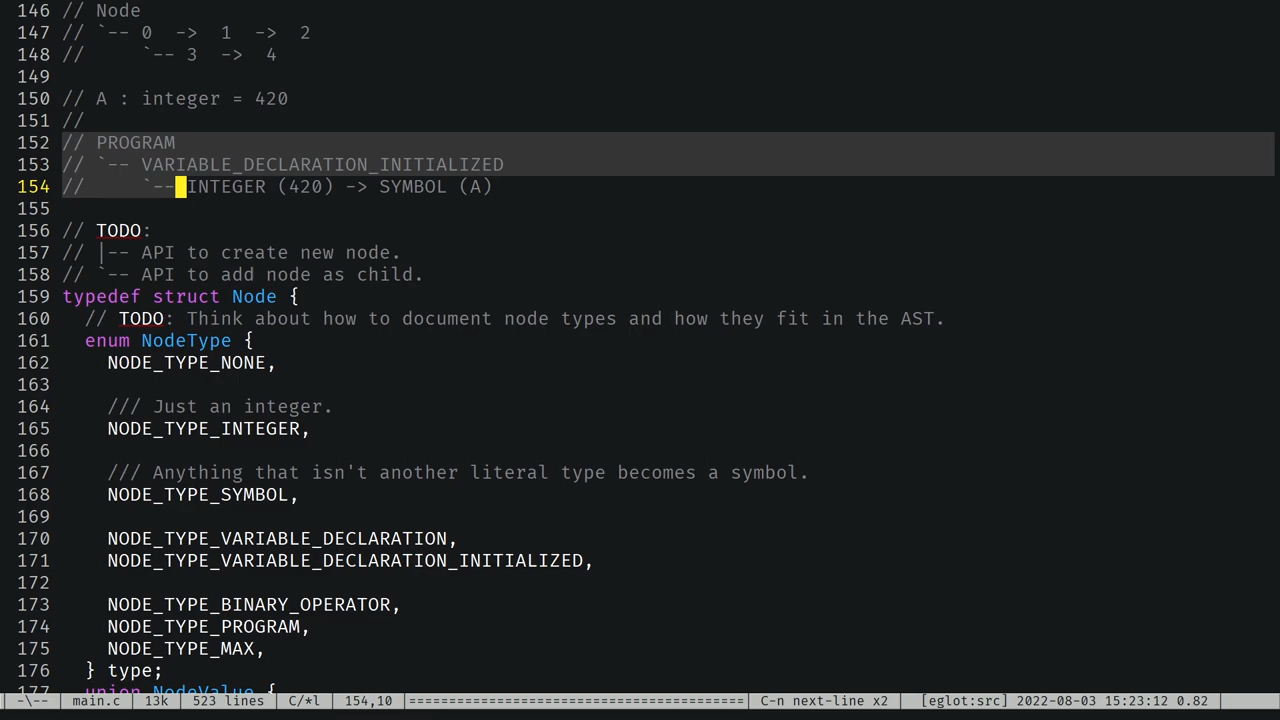 146 // Node
147 // `-- 0  ->  1  ->  2
148 //     `-- 3  ->  4
149
150 // A : integer = 420
151 //
152 // PROGRAM
153 // `-- VARIABLE_DECLARATION_INITIALIZED
154 //     `-- INTEGER (420) -> SYMBOL (A)
155
156 // TODO:
157 // |-- API to create new node.
158 // `-- API to add node as child.
159 typedef struct Node {
160   // TODO: Think about how to document node types and how they fit in the AST.
161   enum NodeType {
162     NODE_TYPE_NONE,
163
164     /// Just an integer.
165     NODE_TYPE_INTEGER,
166
167     /// Anything that isn't another literal type becomes a symbol.
168     NODE_TYPE_SYMBOL,
169
170     NODE_TYPE_VARIABLE_DECLARATION,
171     NODE_TYPE_VARIABLE_DECLARATION_INITIALIZED,
172
173     NODE_TYPE_BINARY_OPERATOR,
174     NODE_TYPE_PROGRAM,
175     NODE_TYPE_MAX,
176   } type;
177   union NodeValue {
-\-- main.c 13k 523 lines C/*l 154,10 ============================================ C-n next-line x2 [eglot:src] 2022-08-03 15:23:12 0.82